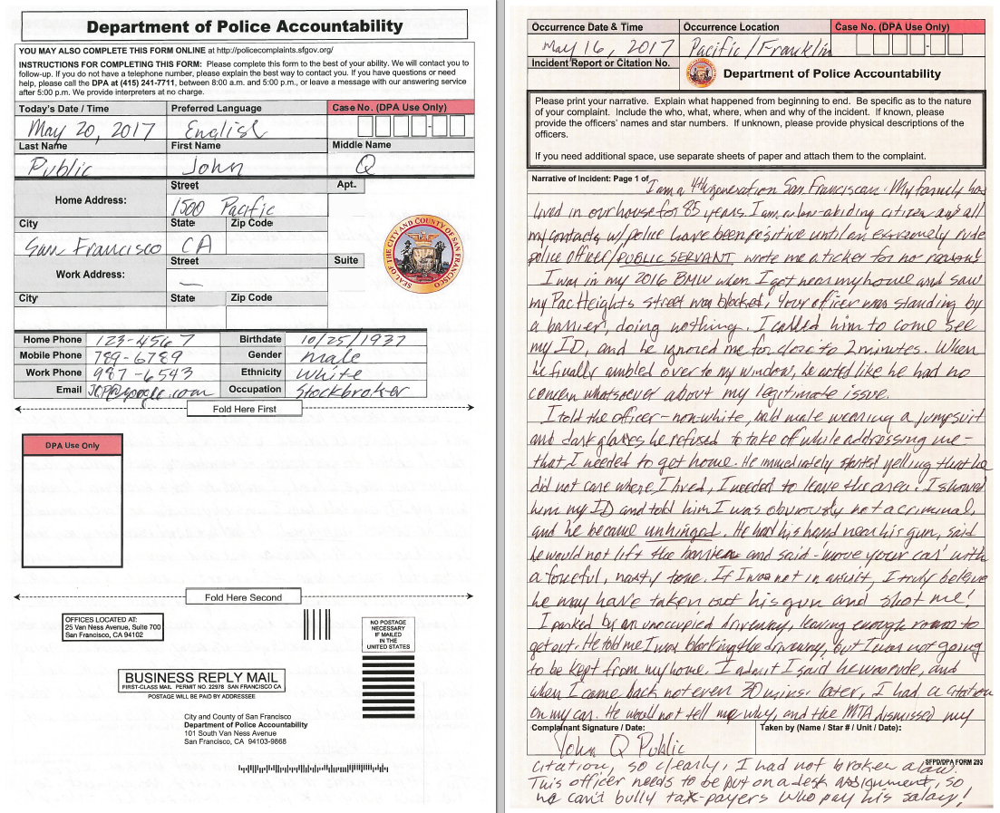 Department of Police Accountability
YOU MAY ALSO COMPLETE THIS FORM ONLINE at http://policecomplaints.sfgov.org/
INSTRUCTIONS FOR COMPLETING THIS FORM: Please complete this form to the best of your ability. We will contact you to
follow-up. If you do not have a telephone number, please explain the best way to contact you. If you have questions or need
help, please call the DPA at (415) 241-7711, between 8:00 a.m. and 5:00 p.m., or leave a message with our answering service
after 5:00 p.m. We provide interpreters at no charge.
Today's Date / Time Preferred Language Case No. (DPA Use Only)
May 20, 2017 English
Last Name First Name Middle Name
Public John Q
Home Address: Street Apt.
1500 Pacific
City State Zip Code
San Francisco CA
Work Address: Street Suite
—
City State Zip Code
SEAL OF THE CITY AND COUNTY OF SAN FRANCISCO
Home Phone 123-4567 Birthdate 10/25/1937
Mobile Phone 789-6789 Gender male
Work Phone 987-6543 Ethnicity white
Email JQP@google.com Occupation Stockbroker
Fold Here First
DPA Use Only
Fold Here Second
OFFICES LOCATED AT:
25 Van Ness Avenue, Suite 700
San Francisco, CA 94102
NO POSTAGE
NECESSARY
IF MAILED
IN THE
UNITED STATES
BUSINESS REPLY MAIL
FIRST-CLASS MAIL PERMIT NO. 22978 SAN FRANCISCO CA
POSTAGE WILL BE PAID BY ADDRESSEE
City and County of San Francisco
Department of Police Accountability
101 South Van Ness Avenue
San Francisco, CA 94103-9868
Occurrence Date & Time Occurrence Location Case No. (DPA Use Only)
May 16, 2017 Pacific/Franklin
Incident Report or Citation No.
Department of Police Accountability
Please print your narrative. Explain what happened from beginning to end. Be specific as to the nature
of your complaint. Include the who, what, where, when and why of the incident. If known, please
provide the officers' names and star numbers. If unknown, please provide physical descriptions of the
officers.
If you need additional space, use separate sheets of paper and attach them to the complaint.
Narrative of Incident: Page 1 of I am a 4th generation San Franciscan. My family has
lived in our house for 85 years. I am a law-abiding citizen and all
my contacts w/police have been positive until an extremely rude
police officer/PUBLIC SERVANT wrote me a ticket for no reason!
I was in my 2016 BMW when I got near my house and saw
my Pac Heights street was blocked. Your officer was standing by
a barrier, doing nothing. I called him to come see
my ID, and he ignored me for close to 2 minutes. When
he finally ambled over to my window, he acted like he had no
concern whatsoever about my legitimate issue.
I told the officer - non-white, bald male wearing a jumpsuit
and dark glasses he refused to take of while addressing me -
that I needed to get home. He immediately started yelling that he
did not care where I lived, I needed to leave the area! I showed
him my ID and told him I was obviously not a criminal,
and he became unhinged. He had his hand near his gun, said
he would not lift the barrier and said - 'move your car' with
a forceful, nasty tone. If I was not in a suit, I truly believe
he may have taken out his gun and shot me!
I parked by an unoccupied driveway, leaving enough room to
get out. He told me I was blocking the driveway, but I was not going
to be kept from my home. I admit I said he was rude, and
when I came back not even 30 mins. later, I had a citation
on my car. He would not tell me why, and the MTA dismissed my
Complainant Signature / Date: Taken by (Name / Star # / Unit / Date):
John Q Public
citation, so clearly, I had not broken a law.
SFPD/DPA FORM 293
This officer needs to be put on a desk assignment, so
he can't bully tax-payers who pay his salary!